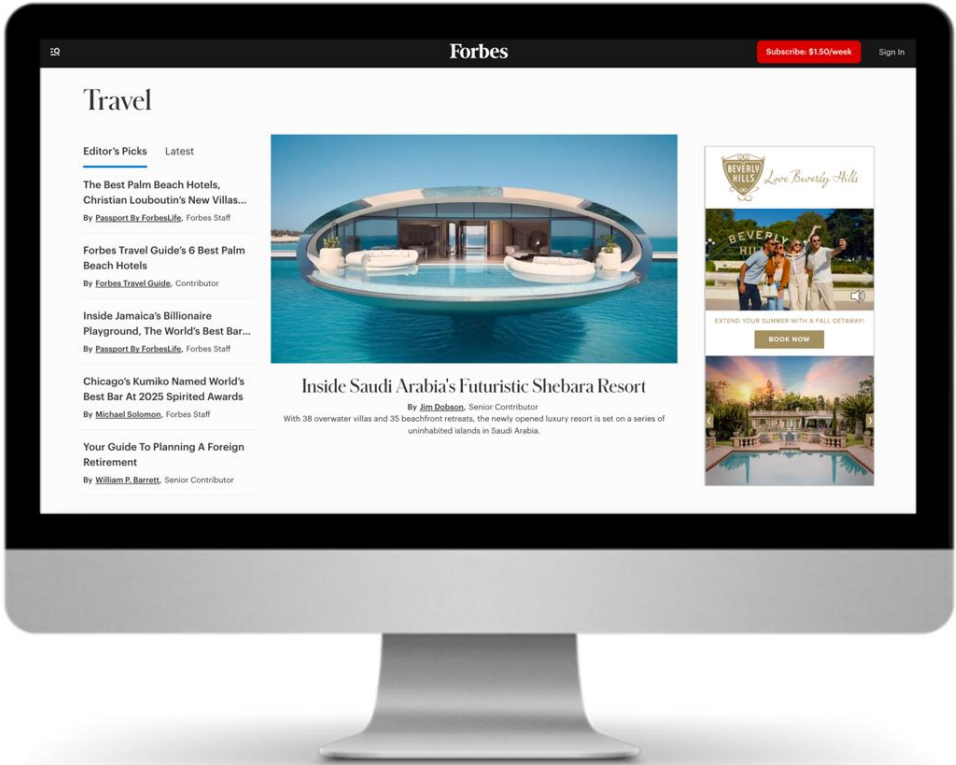 Forbes
Subscribe: $1.50/week
Sign In
Travel
Editor's Picks
Latest
The Best Palm Beach Hotels,
Christian Louboutin's New Villas...
By Passport By ForbesLife, Forbes Staff
Forbes Travel Guide's 6 Best Palm
Beach Hotels
By Forbes Travel Guide, Contributor
Inside Jamaica's Billionaire
Playground, The World's Best Bar...
By Passport By ForbesLife, Forbes Staff
Chicago's Kumiko Named World's
Best Bar At 2025 Spirited Awards
By Michael Solomon, Forbes Staff
Your Guide To Planning A Foreign
Retirement
By William P. Barrett, Senior Contributor
Inside Saudi Arabia's Futuristic Shebara Resort
By Jim Dobson, Senior Contributor
With 38 overwater villas and 35 beachfront retreats, the newly opened luxury resort is set on a series of
uninhabited islands in Saudi Arabia.
BEVERLY
HILLS
Love Beverly Hills
BEVERLY
EXTEND YOUR SUMMER WITH A FALL GETAWAY!
BOOK NOW